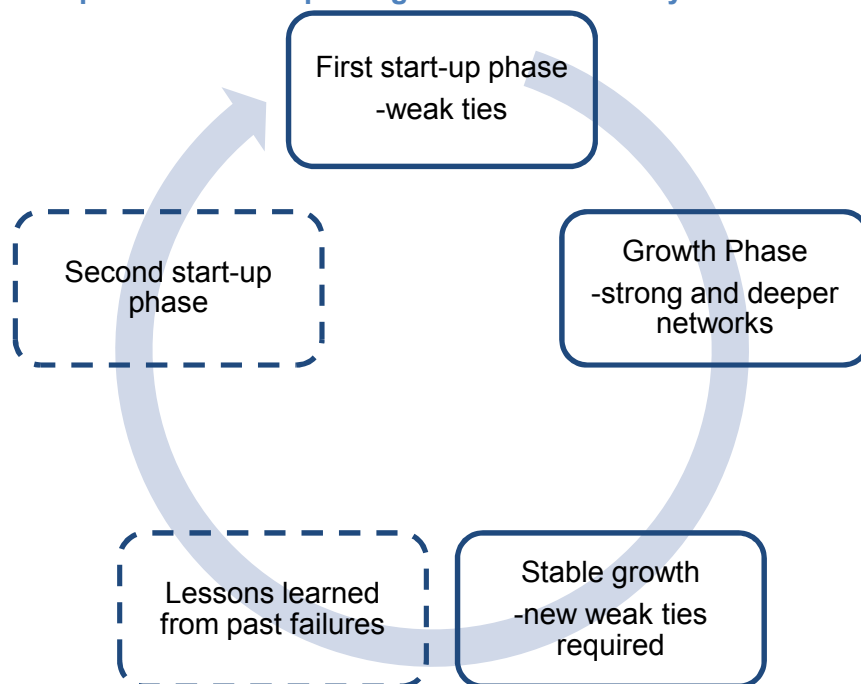 First start-up phase
-weak ties
Growth Phase
-strong and deeper
networks
Stable growth
-new weak ties
required
Lessons learned
from past failures
Second start-up
phase